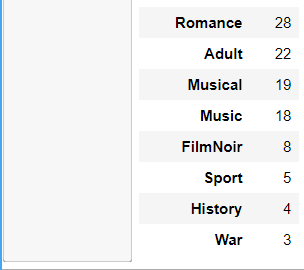 Romance 28
Adult 22
Musical 19
Music 18
FilmNoir 8
Sport 5
History 4
War 3